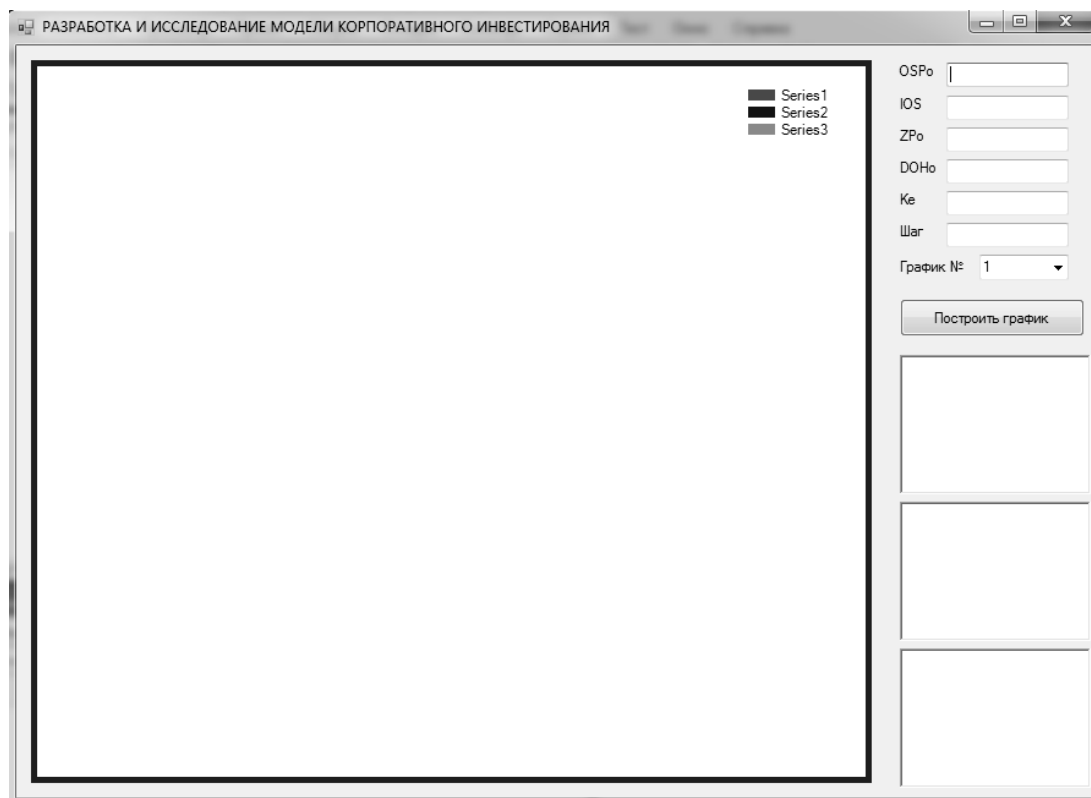 РАЗРАБОТКА И ИССЛЕДОВАНИЕ МОДЕЛИ КОРПОРАТИВНОГО ИНВЕСТИРОВАНИЯ
Series1
Series2
Series3
OSPo
IOS
ZPo
DOHo
Ke
Шаг
График № 1
Построить график